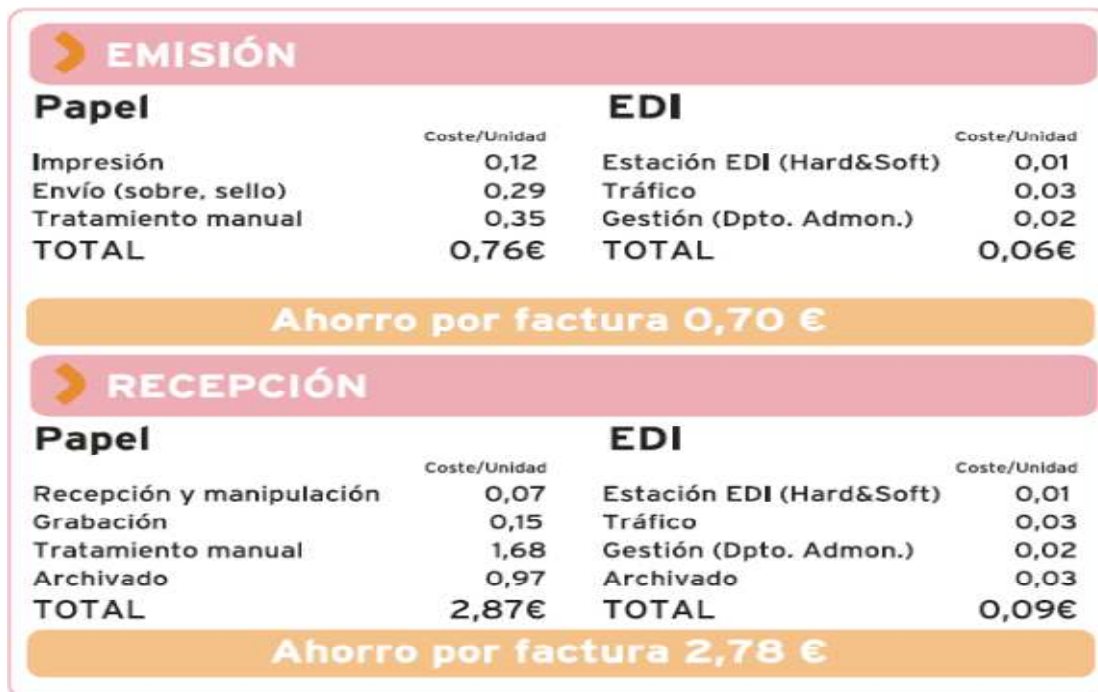 EMISIÓN
Papel EDI
Coste/Unidad Coste/Unidad
Impresión 0,12 Estación EDI (Hard&Soft) 0,01
Envío (sobre, sello) 0,29 Tráfico 0,03
Tratamiento manual 0,35 Gestión (Dpto. Admon.) 0,02
TOTAL 0,76€ TOTAL 0,06€
Ahorro por factura 0,70 €
RECEPCIÓN
Papel EDI
Coste/Unidad Coste/Unidad
Recepción y manipulación 0,07 Estación EDI (Hard&Soft) 0,01
Grabación 0,15 Tráfico 0,03
Tratamiento manual 1,68 Gestión (Dpto. Admon.) 0,02
Archivado 0,97 Archivado 0,03
TOTAL 2,87€ TOTAL 0,09€
Ahorro por factura 2,78 €